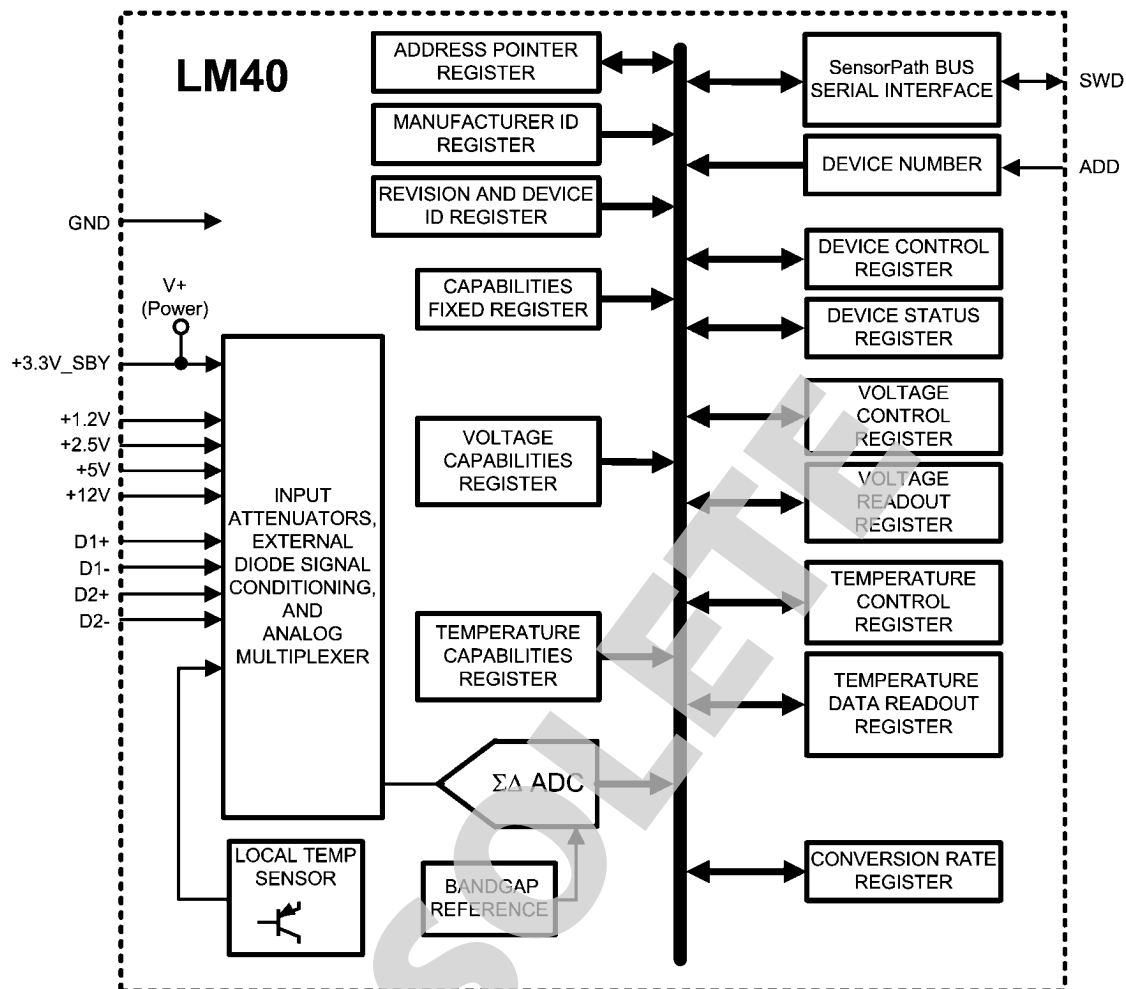 LM40
ADDRESS POINTER
REGISTER
MANUFACTURER ID
REGISTER
REVISION AND DEVICE
ID REGISTER
CAPABILITIES
FIXED REGISTER
VOLTAGE
CAPABILITIES
REGISTER
TEMPERATURE
CAPABILITIES
REGISTER
GND
V+
(Power)
+3.3V_SBY
+1.2V
+2.5V
+5V
+12V
D1+
D1-
D2+
D2-
INPUT
ATTENUATORS,
EXTERNAL
DIODE SIGNAL
CONDITIONING,
AND
ANALOG
MULTIPLEXER
ΣΔ ADC
LOCAL TEMP
SENSOR
BANDGAP
REFERENCE
SensorPath BUS
SERIAL INTERFACE
SWD
DEVICE NUMBER
ADD
DEVICE CONTROL
REGISTER
DEVICE STATUS
REGISTER
VOLTAGE
CONTROL
REGISTER
VOLTAGE
READOUT
REGISTER
TEMPERATURE
CONTROL
REGISTER
TEMPERATURE
DATA READOUT
REGISTER
CONVERSION RATE
REGISTER
SOLETE